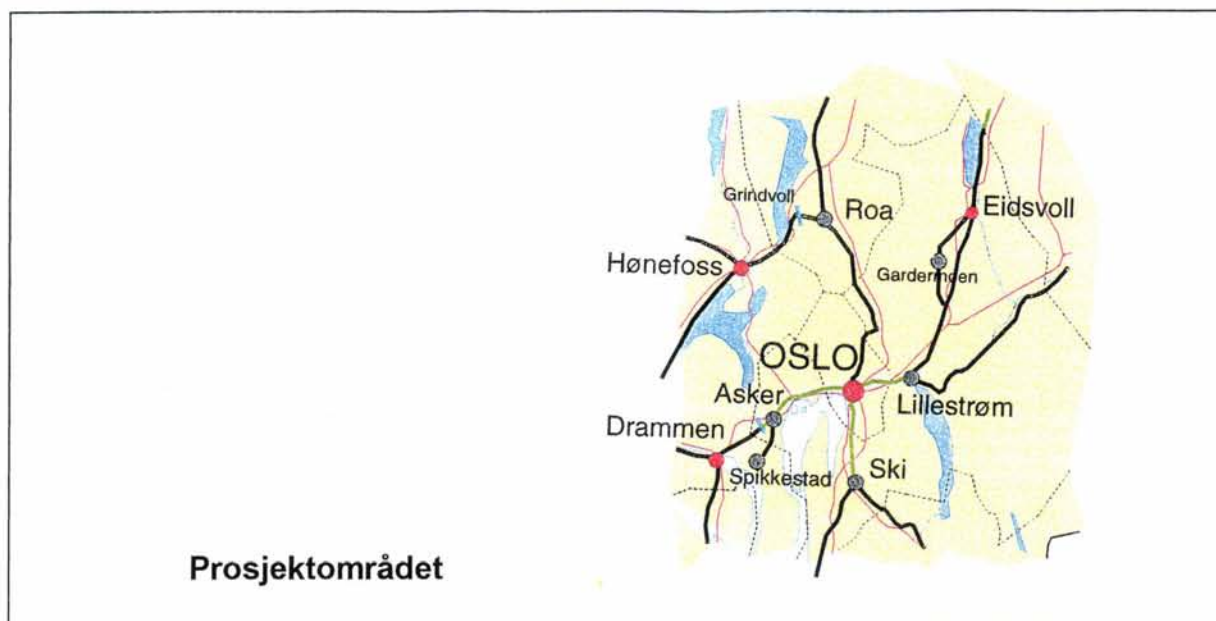 Grindvoll
Roa
Eidsvoll
Hønefoss
Gardermoen
OSLO
Asker
Lillestrøm
Drammen
Spikkestad
Ski
Prosjektområdet